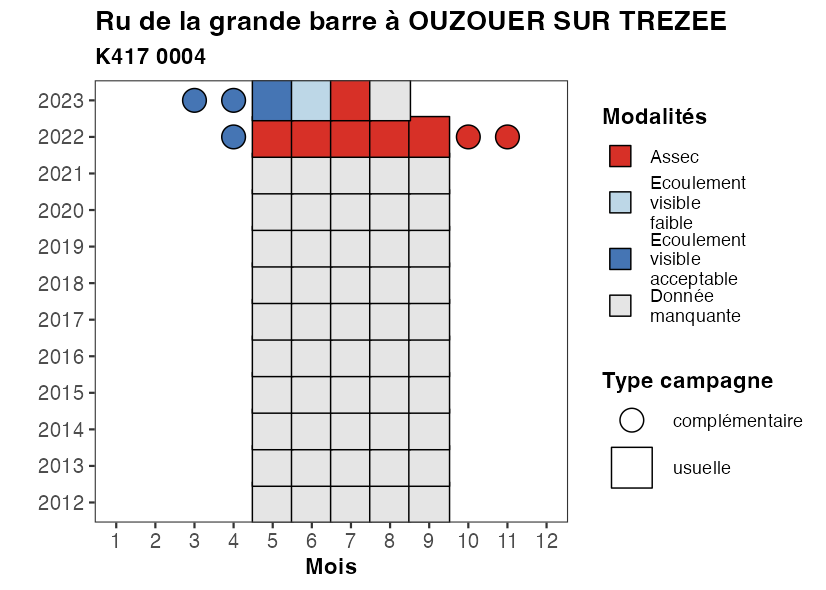 Ru de la grande barre à OUZOUER SUR TREZEE
K417 0004
2023
2022
2021
2020
2019
2018
2017
2016
2015
2014
2013
2012
1 2 3 4 5 6 7 8 9 10 11 12
Mois
Modalités
Assec
Ecoulement
visible
faible
Ecoulement
visible
acceptable
Donnée
manquante
Type campagne
complémentaire
usuelle